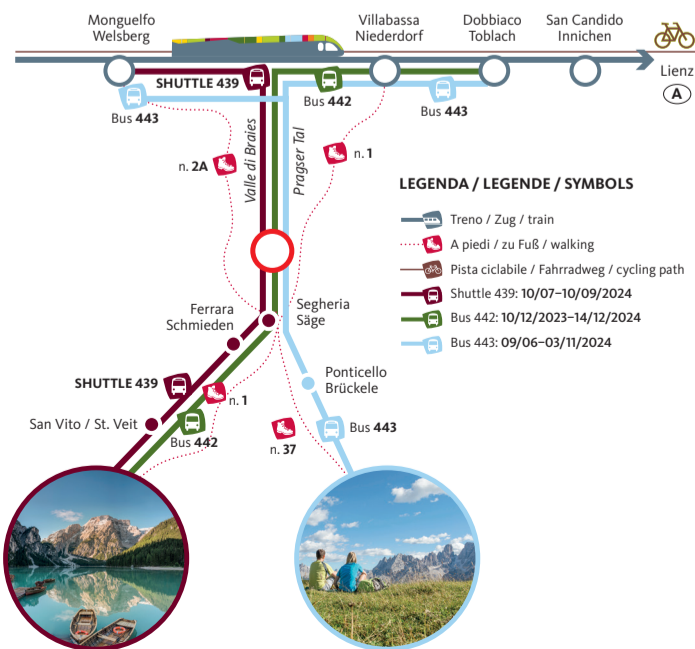 Monguelfo
Welsberg
Villabassa
Niederdorf
Dobbiaco
Toblach
San Candido
Innichen
Lienz
A
SHUTTLE 439
Bus 442
Bus 443
Bus 443
n. 2A
Valle di Braies
Pragser Tal
n. 1
LEGENDA / LEGENDE / SYMBOLS
Treno / Zug / train
A piedi / zu Fuß / walking
Pista ciclabile / Fahrradweg / cycling path
Shuttle 439: 10/07–10/09/2024
Bus 442: 10/12/2023–14/12/2024
Bus 443: 09/06–03/11/2024
Ferrara
Schmieden
Segheria
Säge
Ponticello
Brückele
SHUTTLE 439
n. 1
San Vito / St. Veit
Bus 442
n. 37
Bus 443